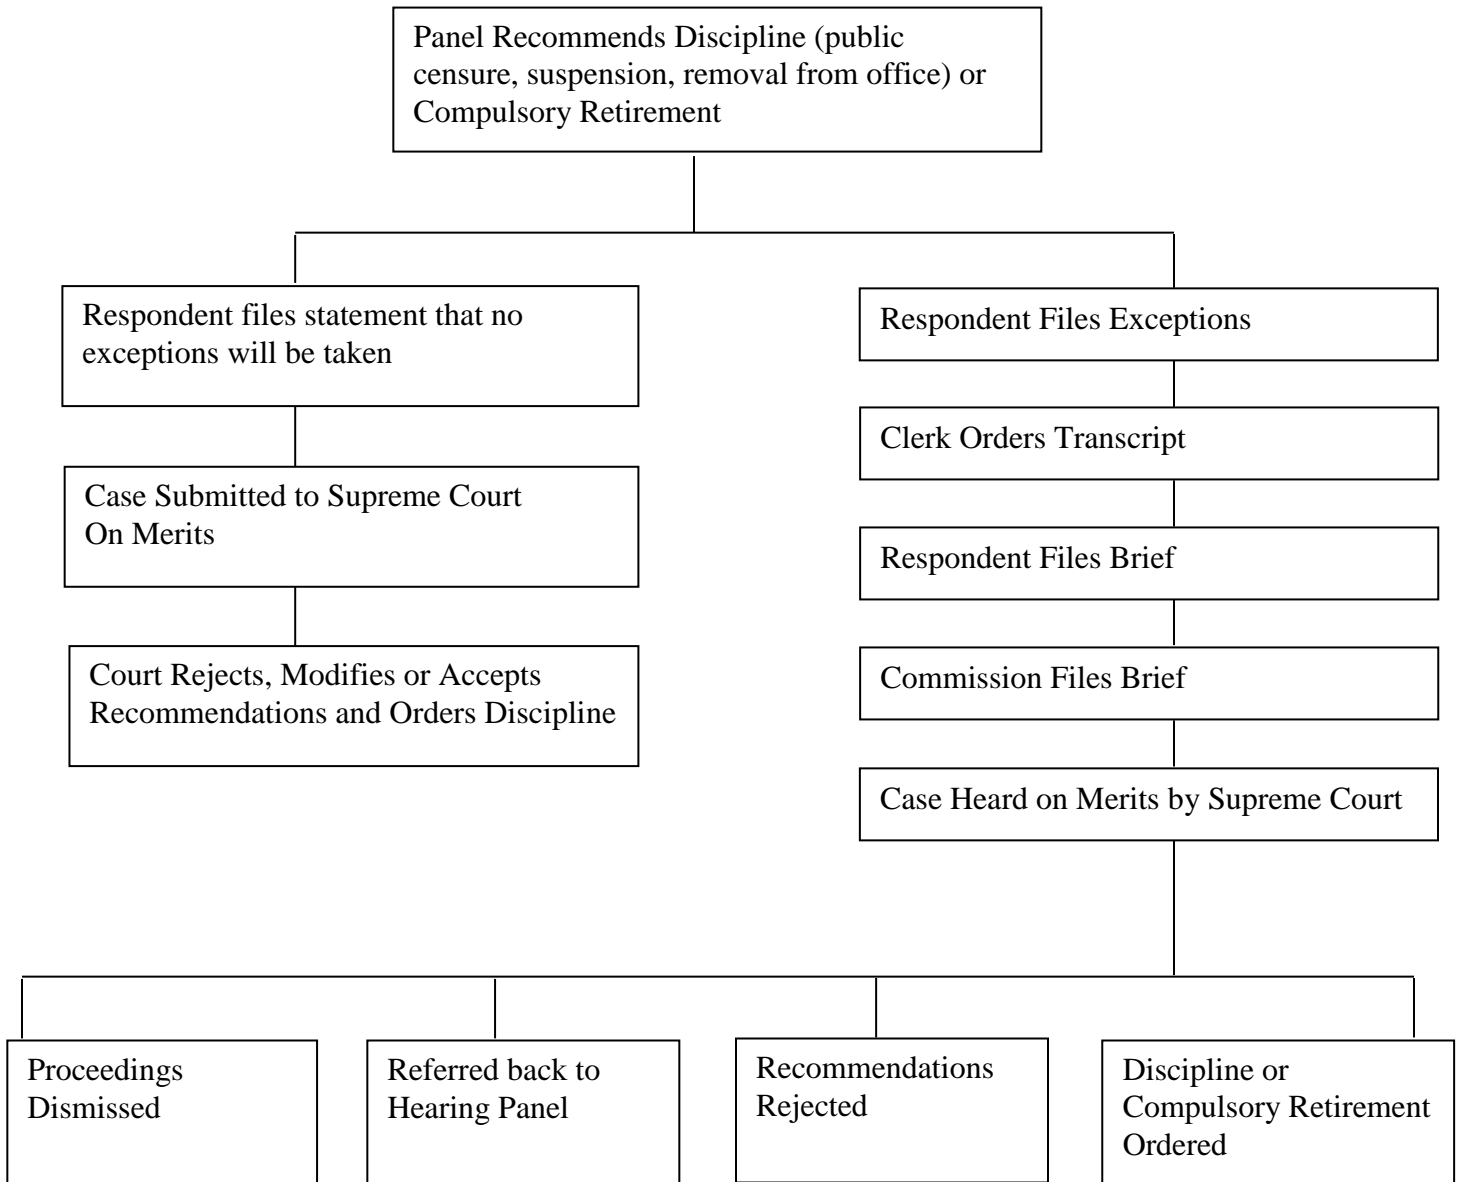 Panel Recommends Discipline (public
censure, suspension, removal from office) or
Compulsory Retirement
Respondent files statement that no
exceptions will be taken
Case Submitted to Supreme Court
On Merits
Court Rejects, Modifies or Accepts
Recommendations and Orders Discipline
Respondent Files Exceptions
Clerk Orders Transcript
Respondent Files Brief
Commission Files Brief
Case Heard on Merits by Supreme Court
Proceedings
Dismissed
Referred back to
Hearing Panel
Recommendations
Rejected
Discipline or
Compulsory Retirement
Ordered